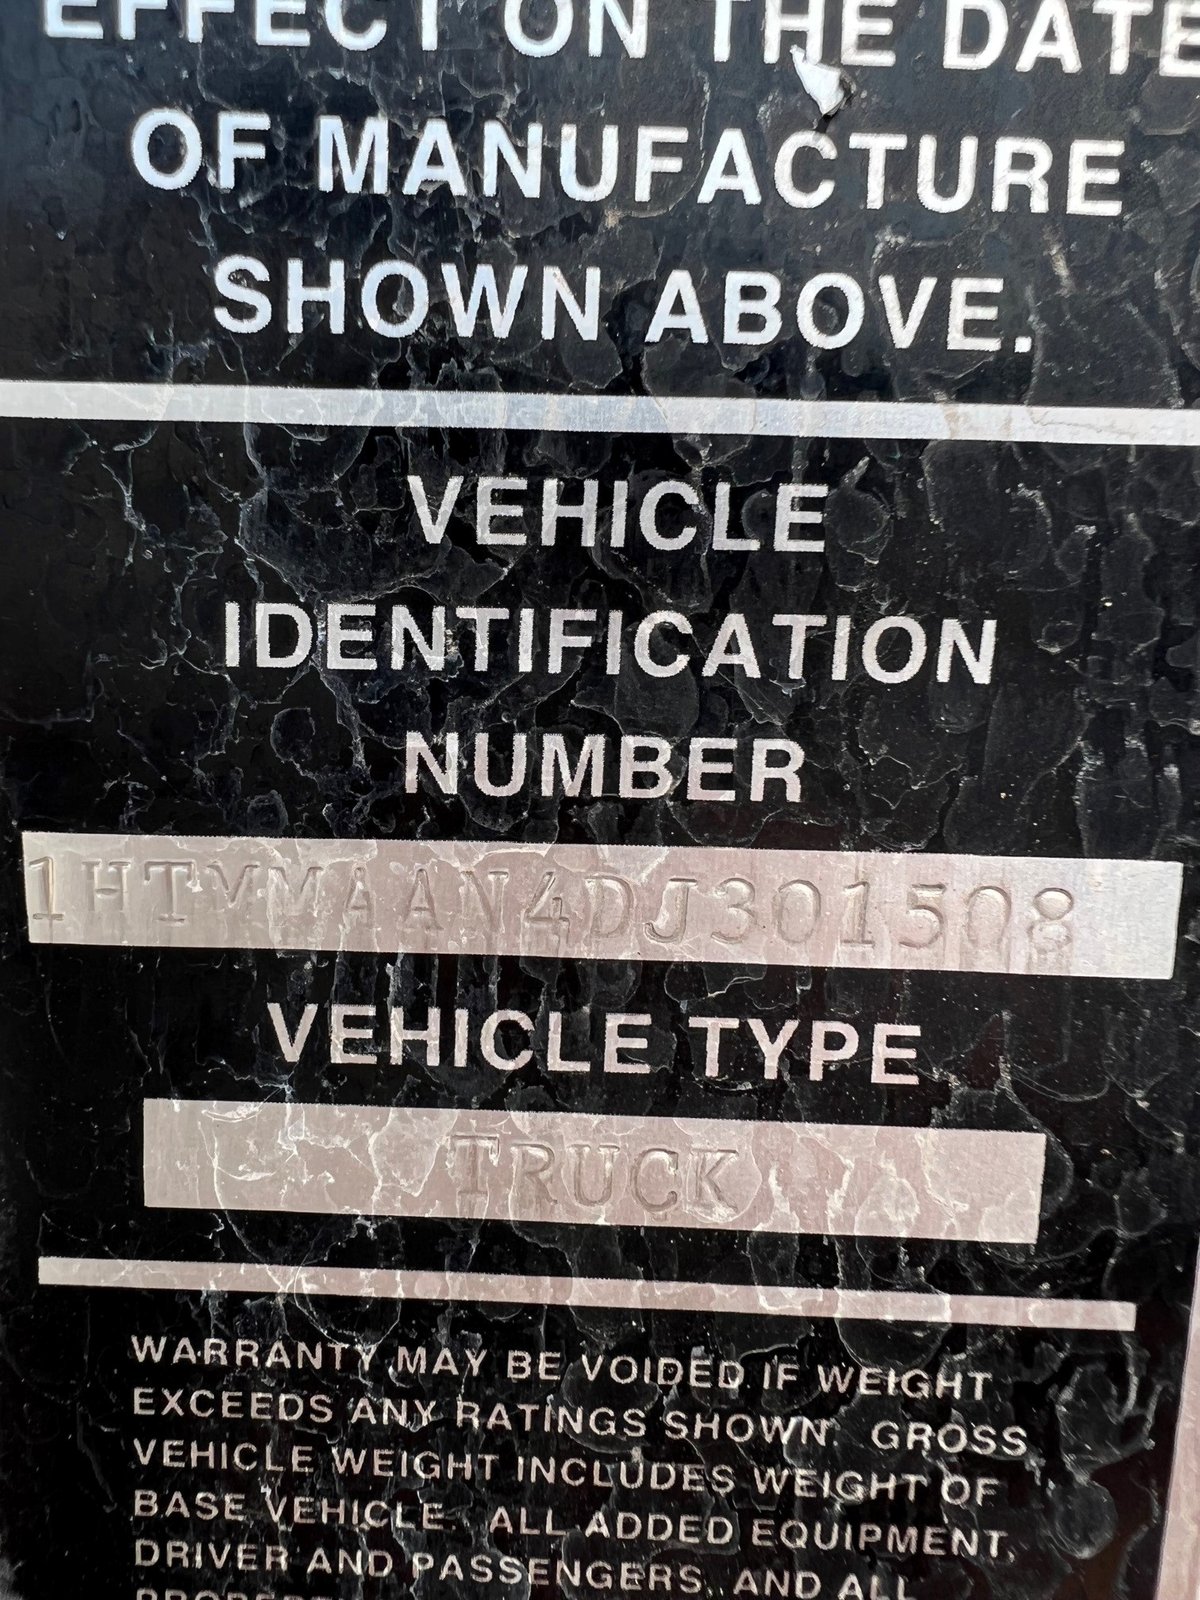 EFFECT ON THE DATE
OF MANUFACTURE
SHOWN ABOVE.
VEHICLE
IDENTIFICATION
NUMBER
1HTMMAAN4DJ301508
VEHICLE TYPE
TRUCK
WARRANTY MAY BE VOIDED IF WEIGHT
EXCEEDS ANY RATINGS SHOWN. GROSS
VEHICLE WEIGHT INCLUDES WEIGHT OF
BASE VEHICLE. ALL ADDED EQUIPMENT,
DRIVER AND PASSENGERS, AND ALL